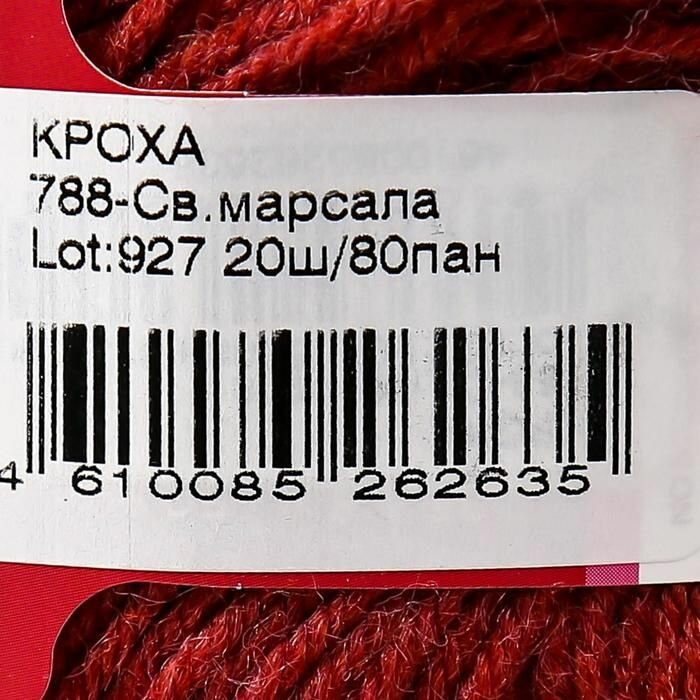 КРОХА
788-Св.марсала
Lot:927 20ш/80пан
4 610085 262635